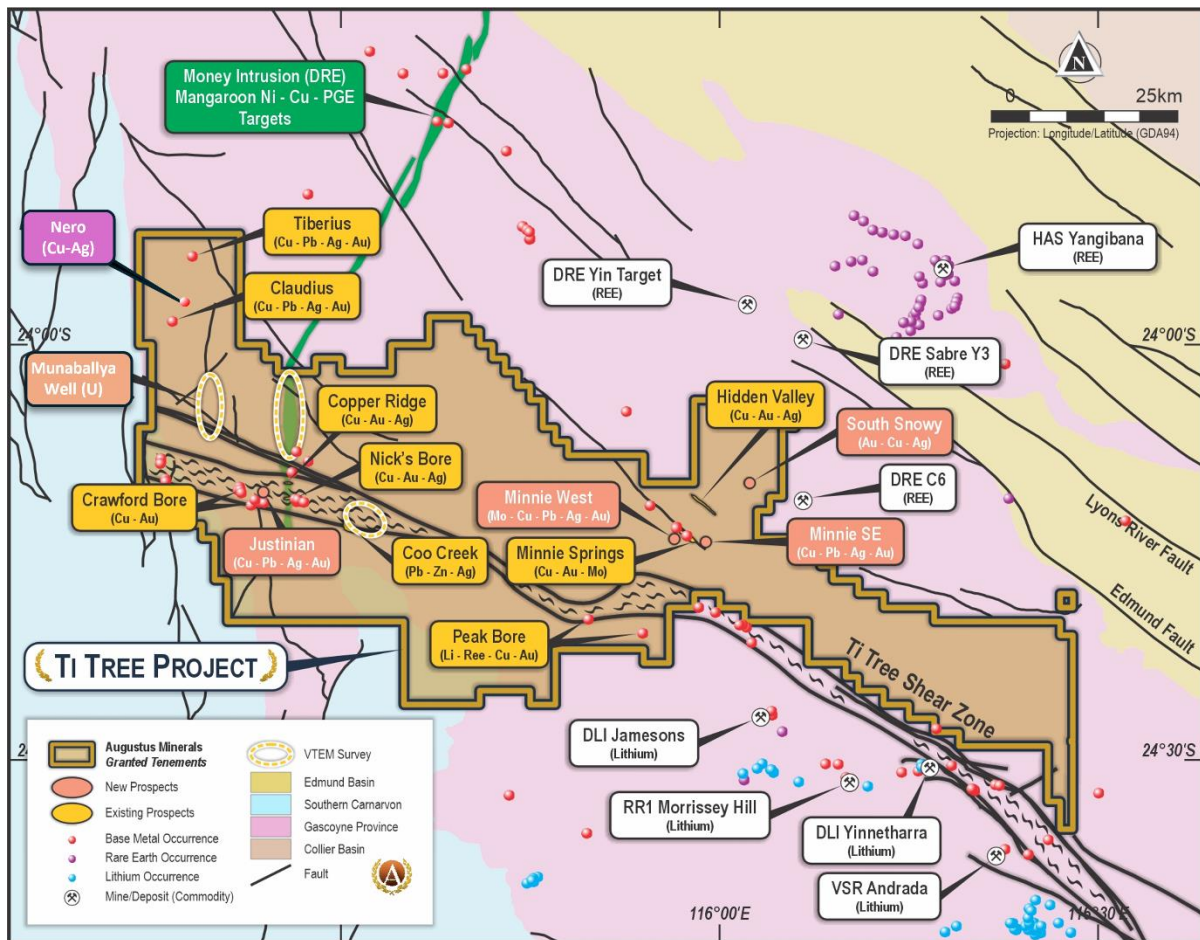 Money Intrusion (DRE)
Mangaroon Ni - Cu - PGE
Targets
N
0 25km
Projection: Longitude/Latitude (GDA94)
Nero
(Cu-Ag)
Tiberius
(Cu - Pb - Ag - Au)
Claudius
(Cu - Pb - Ag - Au)
HAS Yangibana
(REE)
DRE Yin Target
(REE)
24°00'S
24°00'S
DRE Sabre Y3
(REE)
Munaballya
Well (U)
Copper Ridge
(Cu - Au - Ag)
Hidden Valley
(Cu - Au - Ag)
South Snowy
(Au - Cu - Ag)
Nick's Bore
(Cu - Au - Ag)
Crawford Bore
(Cu - Au)
Minnie West
(Mo - Cu - Pb - Ag - Au)
DRE C6
(REE)
Lyons River Fault
Justinian
(Cu - Pb - Ag - Au)
Coo Creek
(Pb - Zn - Ag)
Minnie Springs
(Cu - Au - Mo)
Minnie SE
(Cu - Pb - Ag - Au)
Edmund Fault
Peak Bore
(Li - Ree - Cu - Au)
TI TREE PROJECT
Ti Tree Shear Zone
DLI Jamesons
(Lithium)
24°30'S
RR1 Morrissey Hill
(Lithium)
DLI Yinnetharra
(Lithium)
VSR Andrada
(Lithium)
116°00'E
116°30'E
24
Augustus Minerals
Granted Tenements
New Prospects
Existing Prospects
Base Metal Occurrence
Rare Earth Occurrence
Lithium Occurrence
Mine/Deposit (Commodity)
VTEM Survey
Edmund Basin
Southern Carnarvon
Gascoyne Province
Collier Basin
Fault
A